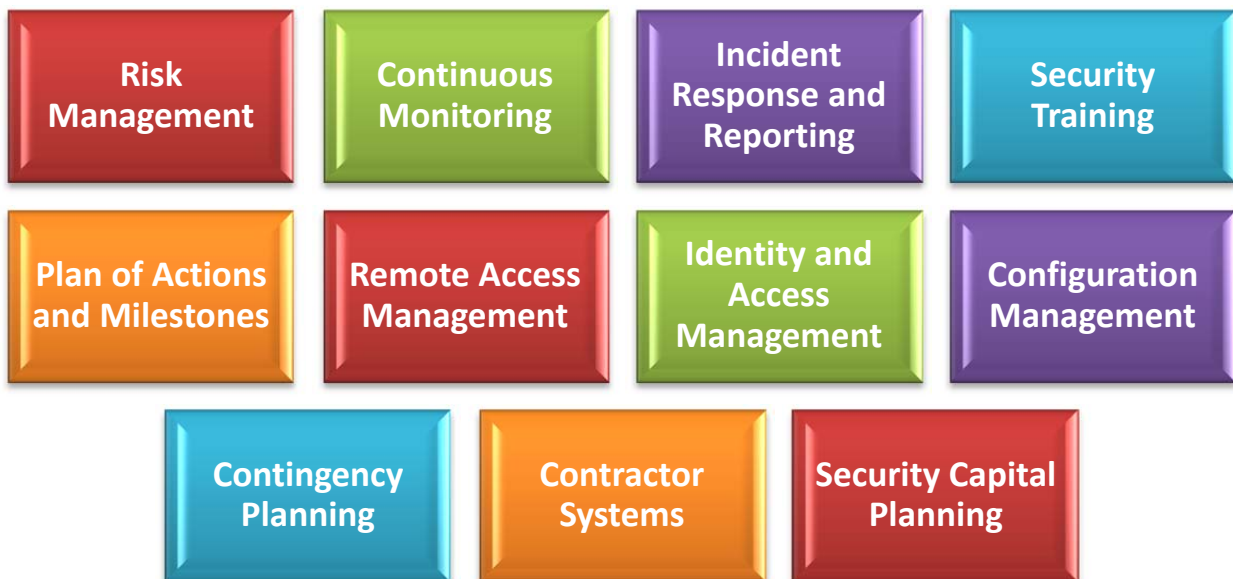 Risk
Management
Continuous
Monitoring
Incident
Response and
Reporting
Security
Training
Plan of Actions
and Milestones
Remote Access
Management
Identity and
Access
Management
Configuration
Management
Contingency
Planning
Contractor
Systems
Security Capital
Planning